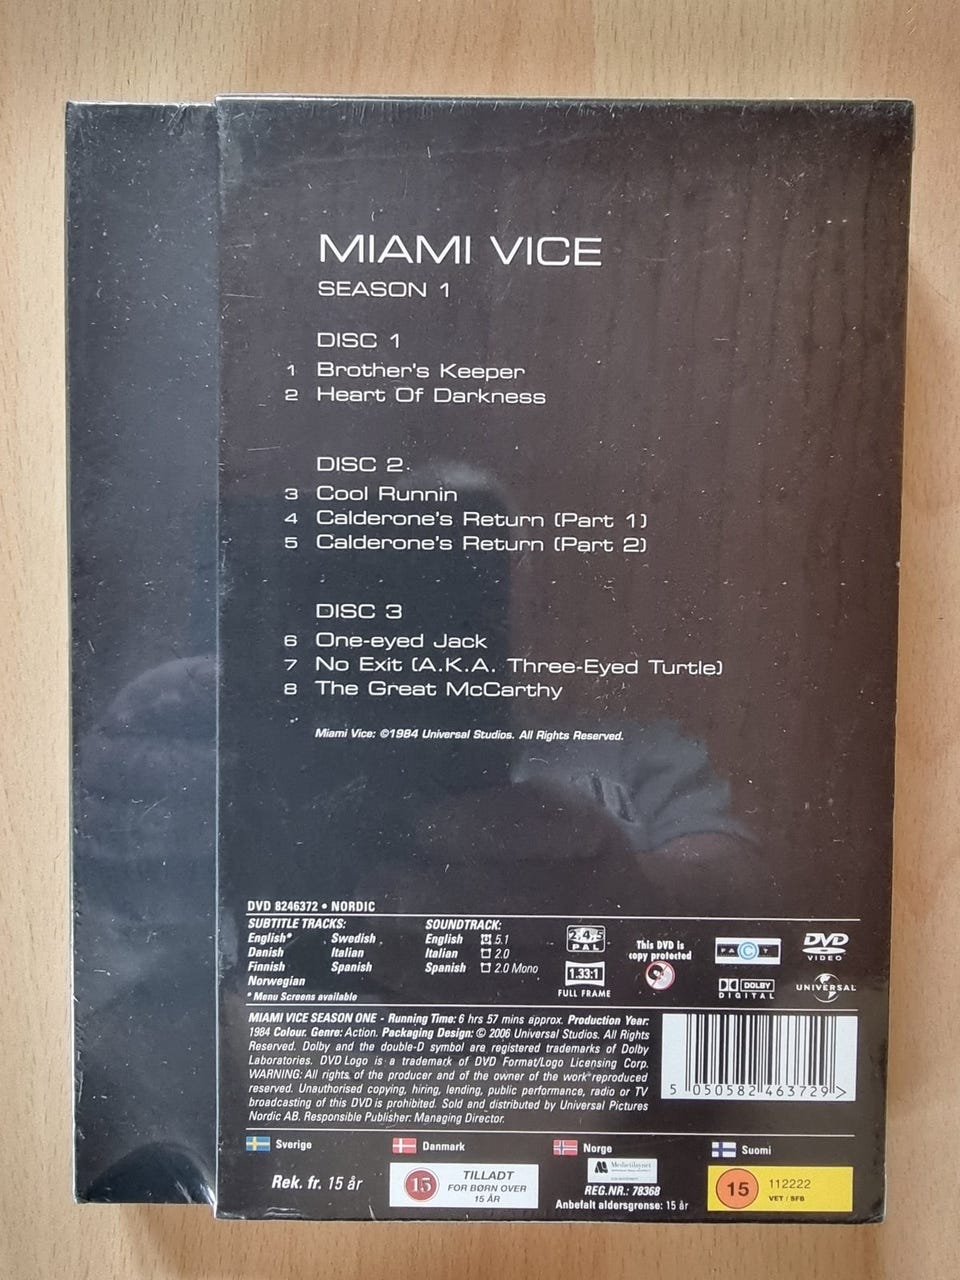 MIAMI VICE
SEASON 1
DISC 1
1 Brother's Keeper
2 Heart Of Darkness
DISC 2
3 Cool Runnin
4 Calderone's Return (Part 1)
5 Calderone's Return (Part 2)
DISC 3
6 One-eyed Jack
7 No Exit (A.K.A. Three-Eyed Turtle)
8 The Great McCarthy
Miami Vice: ©1984 Universal Studios. All Rights Reserved.
DVD 8246372 • NORDIC
SUBTITLE TRACKS:
English* Swedish
Danish Italian
Finnish Spanish
Norwegian
* Menu Screens available
SOUNDTRACK:
English 5.1
Italian 2.0
Spanish 2.0 Mono
2,4,5
PAL
1.33:1
FULL FRAME
This DVD is
copy protected
FACT
DVD
VIDEO
DOLBY
DIGITAL
UNIVERSAL
MIAMI VICE SEASON ONE - Running Time: 6 hrs 57 mins approx. Production Year:
1984 Colour. Genre: Action. Packaging Design: © 2006 Universal Studios. All Rights
Reserved. Dolby and the double-D symbol are registered trademarks of Dolby
Laboratories. DVD Logo is a trademark of DVD Format/Logo Licensing Corp.
WARNING: All rights of the producer and of the owner of the work reproduced
reserved. Unauthorised copying, hiring, lending, public performance, radio or TV
broadcasting of this DVD is prohibited. Sold and distributed by Universal Pictures
Nordic AB. Responsible Publisher: Managing Director.
5 050582 463729 >
Sverige
Rek. fr. 15 år
Danmark
15
TILLADT
FOR BØRN OVER
15 ÅR
Norge
Medietilsynet
REG.NR.: 78368
Anbefalt aldersgrense: 15 år
Suomi
15
112222
VET / SFB